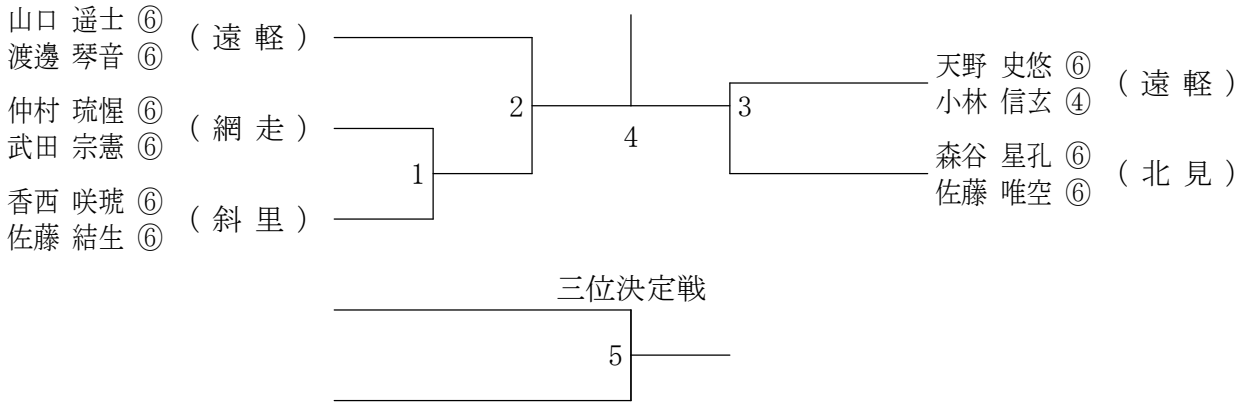 山口 遥士 ⑥
渡邊 琴音 ⑥
( 遠 軽 )
仲村 琉惺 ⑥
武田 宗憲 ⑥
( 網 走 )
香西 咲琥 ⑥
佐藤 結生 ⑥
( 斜 里 )
1
2
4
3
天野 史悠 ⑥
小林 信玄 ④
( 遠 軽 )
森谷 星孔 ⑥
佐藤 唯空 ⑥
( 北 見 )
三位決定戦
5